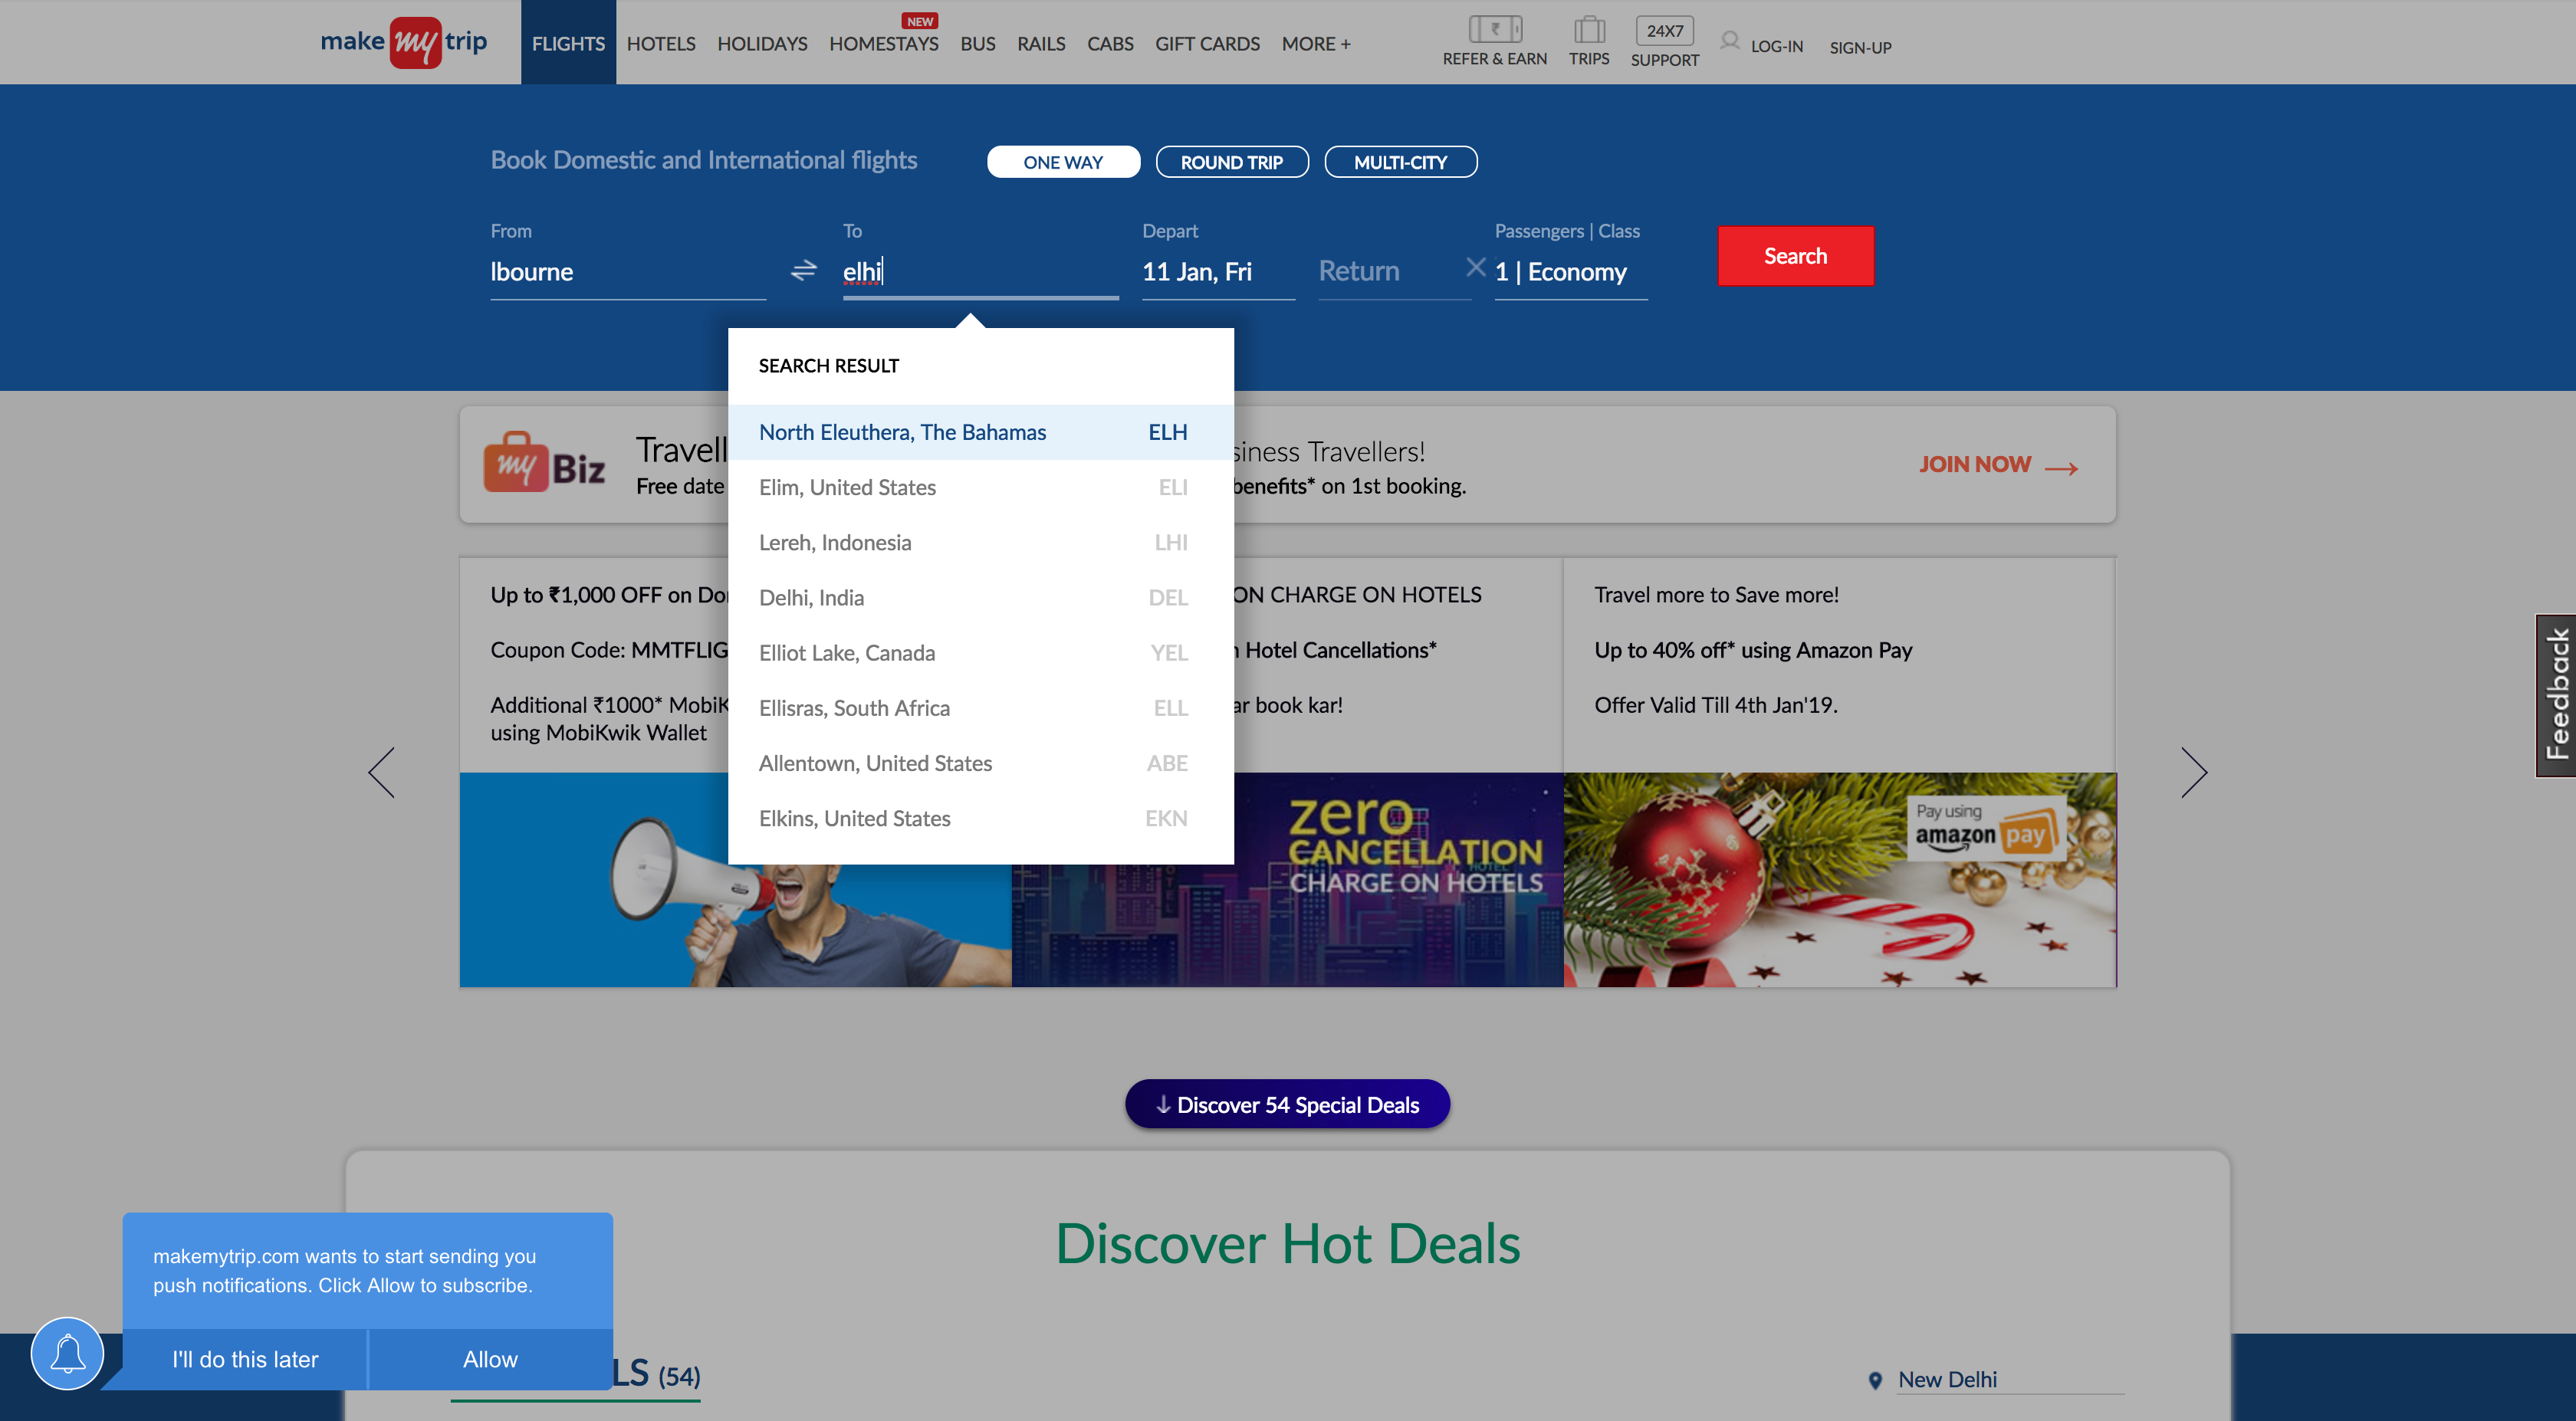 make my trip
FLIGHTS
HOTELS
HOLIDAYS
NEW
HOMESTAYS
BUS
RAILS
CABS
GIFT CARDS
MORE +
₹
REFER & EARN
TRIPS
24X7
SUPPORT
LOG-IN
SIGN-UP
Book Domestic and International flights
ONE WAY
ROUND TRIP
MULTI-CITY
From
To
Depart
Passengers | Class
lbourne
elhi
11 Jan, Fri
Return
1 | Economy
Search
SEARCH RESULT
North Eleuthera, The Bahamas ELH
Elim, United States ELI
Lereh, Indonesia LHI
Delhi, India DEL
Elliot Lake, Canada YEL
Ellisras, South Africa ELL
Allentown, United States ABE
Elkins, United States EKN
my Biz
Travell
siness Travellers!
Free date
benefits* on 1st booking.
JOIN NOW
Up to ₹1,000 OFF on Do
Coupon Code: MMTFLIG
Additional ₹1000* Mobi
using MobiKwik Wallet
ON CHARGE ON HOTELS
Hotel Cancellations*
ar book kar!
zero
CANCELLATION
HOTEL
CHARGE ON HOTELS
Travel more to Save more!
Up to 40% off* using Amazon Pay
Offer Valid Till 4th Jan'19.
Pay using
amazon pay
Feedback
Discover 54 Special Deals
Discover Hot Deals
makemytrip.com wants to start sending you
push notifications. Click Allow to subscribe.
I'll do this later
Allow
LS (54)
New Delhi